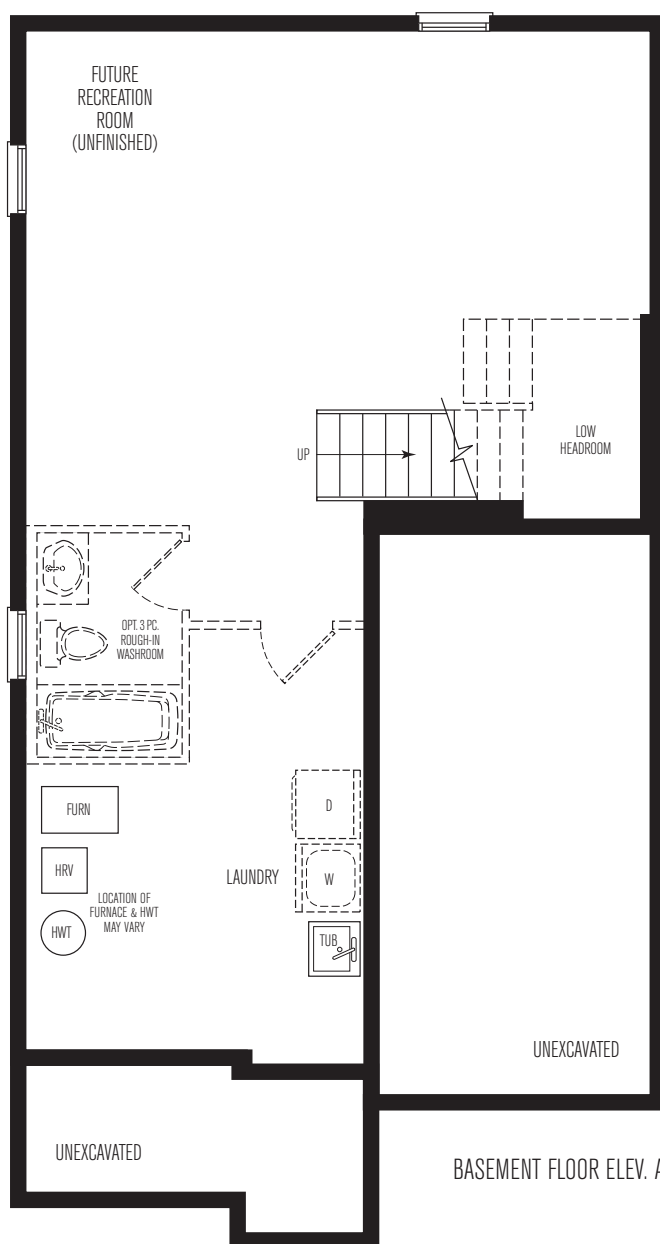 FUTURE
RECREATION
ROOM
(UNFINISHED)
LOW
HEADROOM
UP
OPT. 3 PC.
ROUGH-IN
WASHROOM
FURN
D
HRV
LAUNDRY
W
LOCATION OF
FURNACE & HWT
MAY VARY
HWT
TUB
UNEXCAVATED
UNEXCAVATED
BASEMENT FLOOR ELEV. A